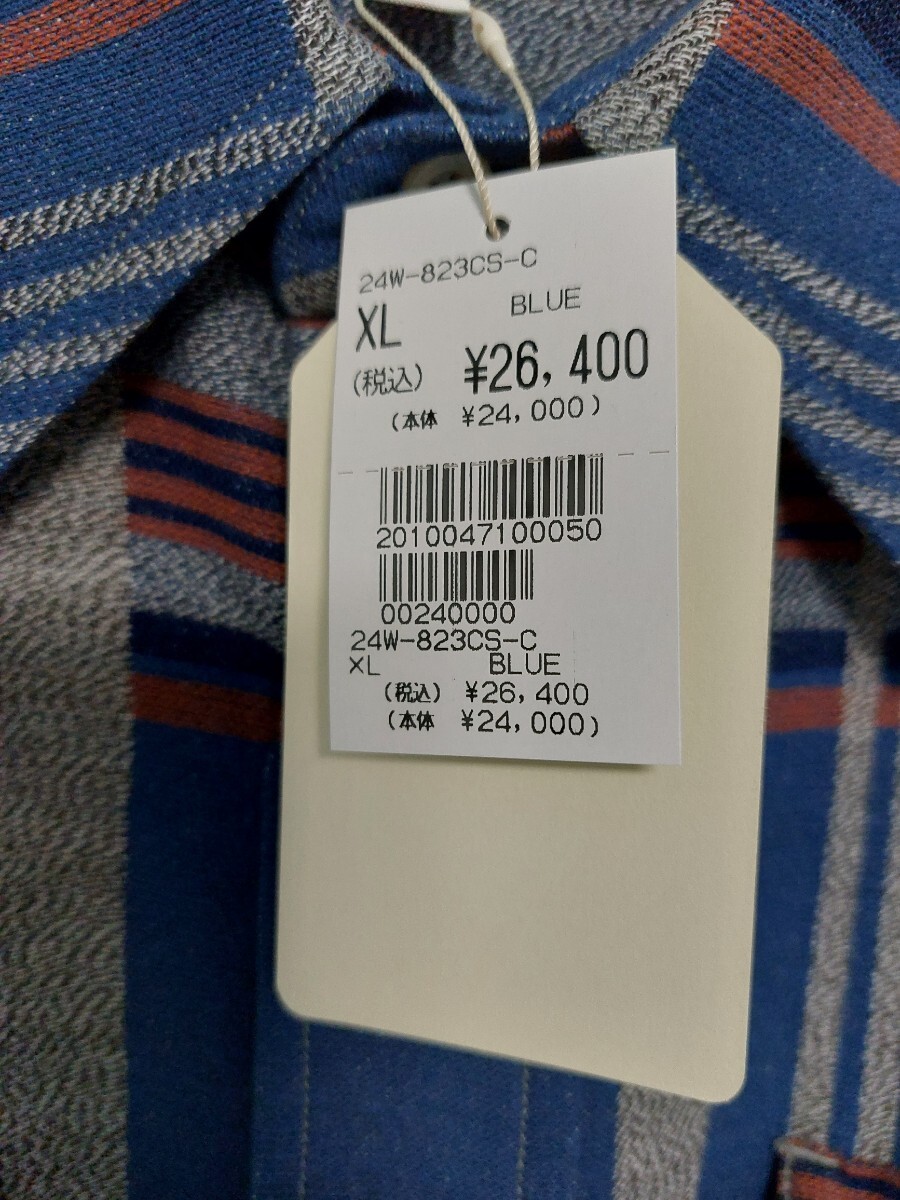 24W-823CS-C
XL BLUE
(税込) ¥26,400
(本体 ¥24,000)
2010047100050
00240000
24W-823CS-C
XL BLUE
(税込) ¥26,400
(本体 ¥24,000)